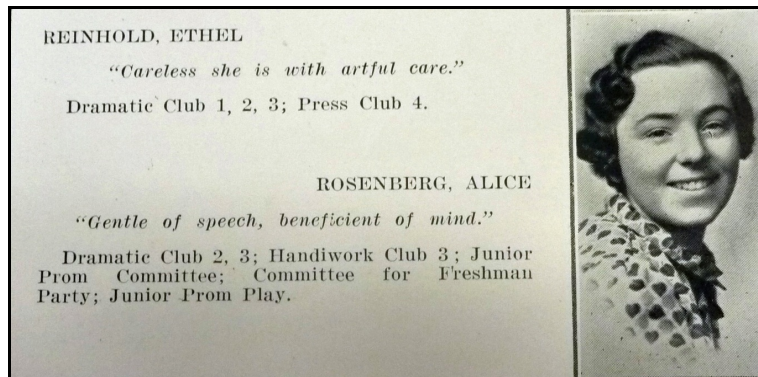 REINHOLD, ETHEL
"Careless she is with artful care."
Dramatic Club 1, 2, 3; Press Club 4.
ROSENBERG, ALICE
"Gentle of speech, beneficient of mind."
Dramatic Club 2, 3; Handiwork Club 3; Junior
Prom Committee; Committee for Freshman
Party; Junior Prom Play.